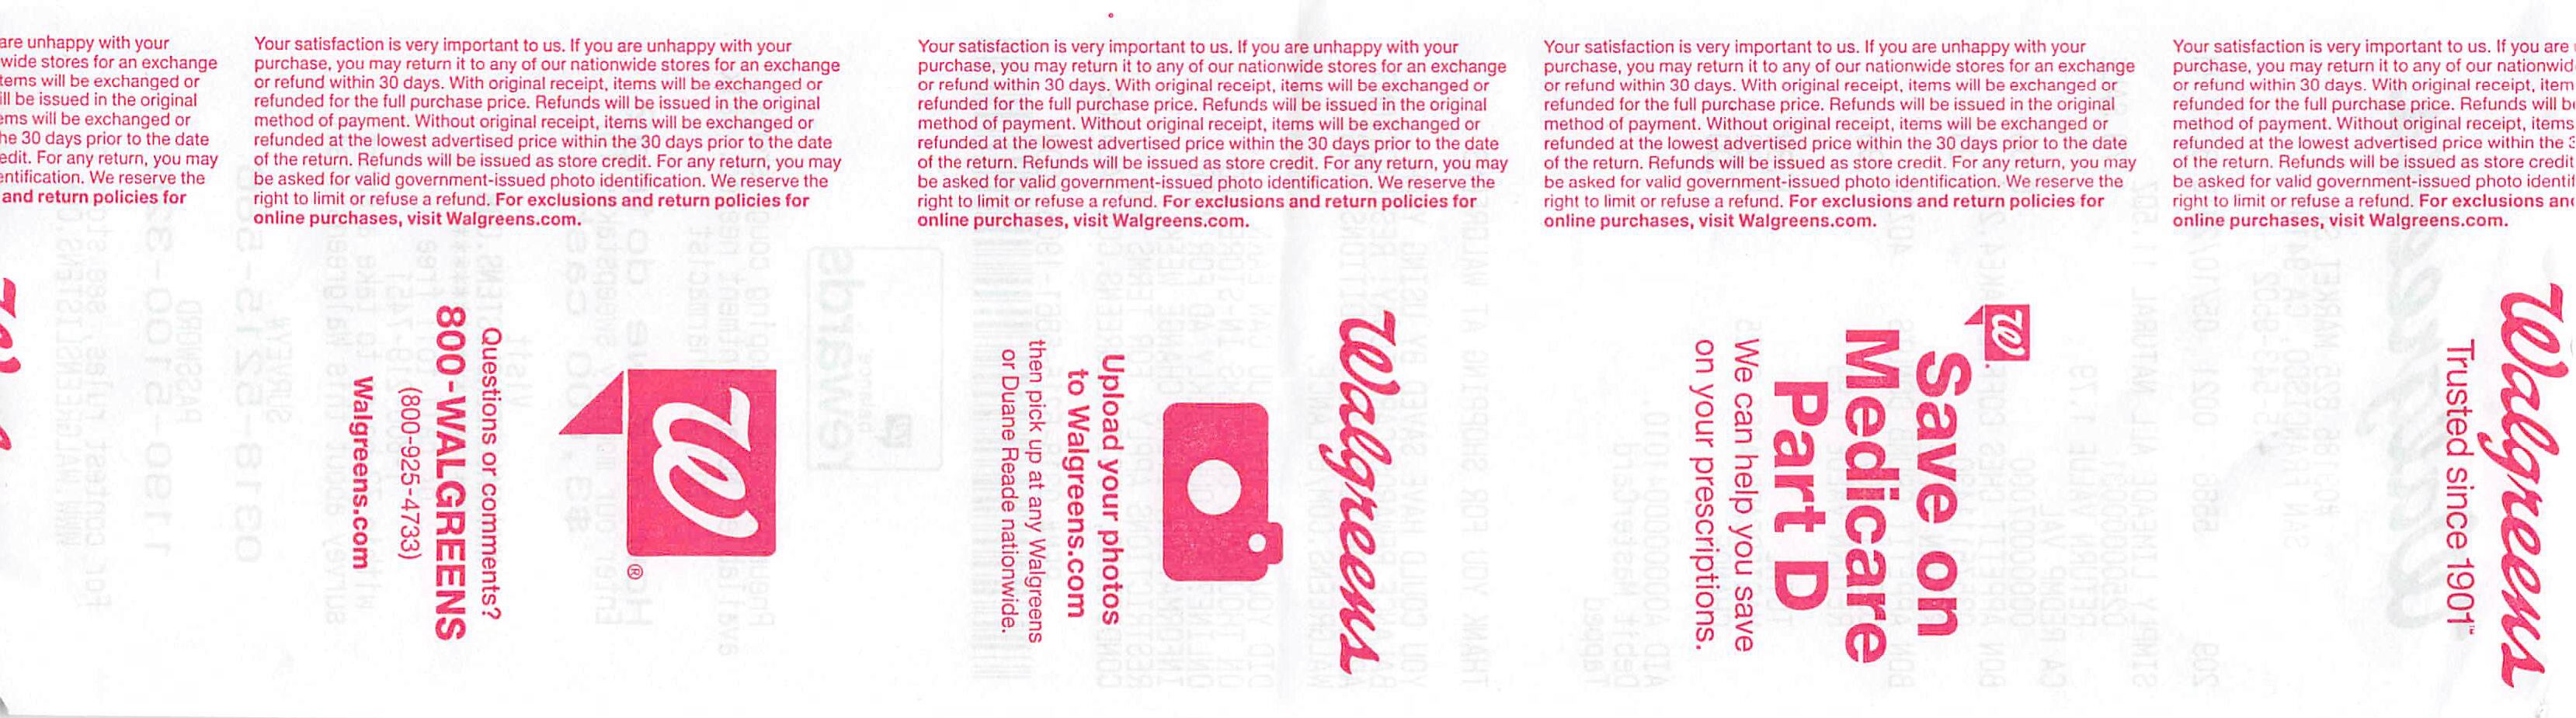 are unhappy with your
wide stores for an exchange
tems will be exchanged or
ill be issued in the original
ems will be exchanged or
he 30 days prior to the date
edit. For any return, you may
entification. We reserve the
and return policies for
Your satisfaction is very important to us. If you are unhappy with your
purchase, you may return it to any of our nationwide stores for an exchange
or refund within 30 days. With original receipt, items will be exchanged or
refunded for the full purchase price. Refunds will be issued in the original
method of payment. Without original receipt, items will be exchanged or
refunded at the lowest advertised price within the 30 days prior to the date
of the return. Refunds will be issued as store credit. For any return, you may
be asked for valid government-issued photo identification. We reserve the
right to limit or refuse a refund. For exclusions and return policies for
online purchases, visit Walgreens.com.
Your satisfaction is very important to us. If you are unhappy with your
purchase, you may return it to any of our nationwide stores for an exchange
or refund within 30 days. With original receipt, items will be exchanged or
refunded for the full purchase price. Refunds will be issued in the original
method of payment. Without original receipt, items will be exchanged or
refunded at the lowest advertised price within the 30 days prior to the date
of the return. Refunds will be issued as store credit. For any return, you may
be asked for valid government-issued photo identification. We reserve the
right to limit or refuse a refund. For exclusions and return policies for
online purchases, visit Walgreens.com.
Your satisfaction is very important to us. If you are unhappy with your
purchase, you may return it to any of our nationwide stores for an exchange
or refund within 30 days. With original receipt, items will be exchanged or
refunded for the full purchase price. Refunds will be issued in the original
method of payment. Without original receipt, items will be exchanged or
refunded at the lowest advertised price within the 30 days prior to the date
of the return. Refunds will be issued as store credit. For any return, you may
be asked for valid government-issued photo identification. We reserve the
right to limit or refuse a refund. For exclusions and return policies for
online purchases, visit Walgreens.com.
Your satisfaction is very important to us. If you are
purchase, you may return it to any of our nationwid
or refund within 30 days. With original receipt, item
refunded for the full purchase price. Refunds will b
method of payment. Without original receipt, items
refunded at the lowest advertised price within the 3
of the return. Refunds will be issued as store credit
be asked for valid government-issued photo identif
right to limit or refuse a refund. For exclusions an
online purchases, visit Walgreens.com.
W®
Questions or comments?
800-WALGREENS
(800-925-4733)
Walgreens.com
Walgreens
Upload your photos
to Walgreens.com
then pick up at any Walgreens
or Duane Reade nationwide.
W
Save on
Medicare
Part D
We can help you save
on your prescriptions.
Walgreens
Trusted since 1901™